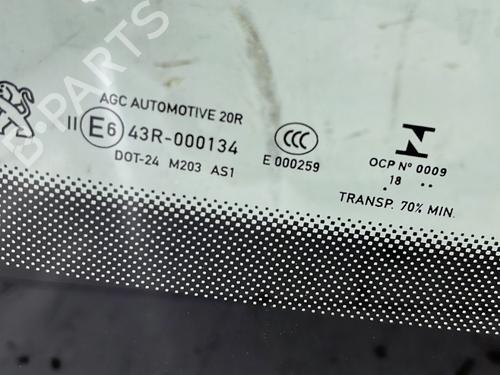 B-PARTS
AGC AUTOMOTIVE 20R
II E6 43R-000134
DOT-24 M203 AS1
CCC
E 000259
N
OCP Nº 0009
18
TRANSP. 70% MIN.